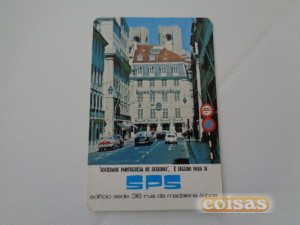 "SOCIEDADE PORTUGUESA DE SEGUROS", É SEGURO PARA SI
SPS
edifício sede-38 rua da madalena-lisboa
coisas